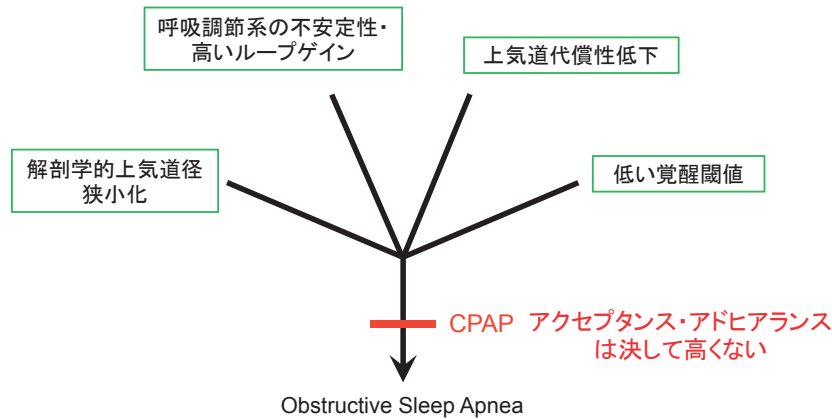 呼吸調節系の不安定性・
高いループゲイン
上気道代償性低下
解剖学的上気道径
狭小化
低い覚醒閾値
CPAP アクセプタンス・アドヒアランス
は決して高くない
Obstructive Sleep Apnea